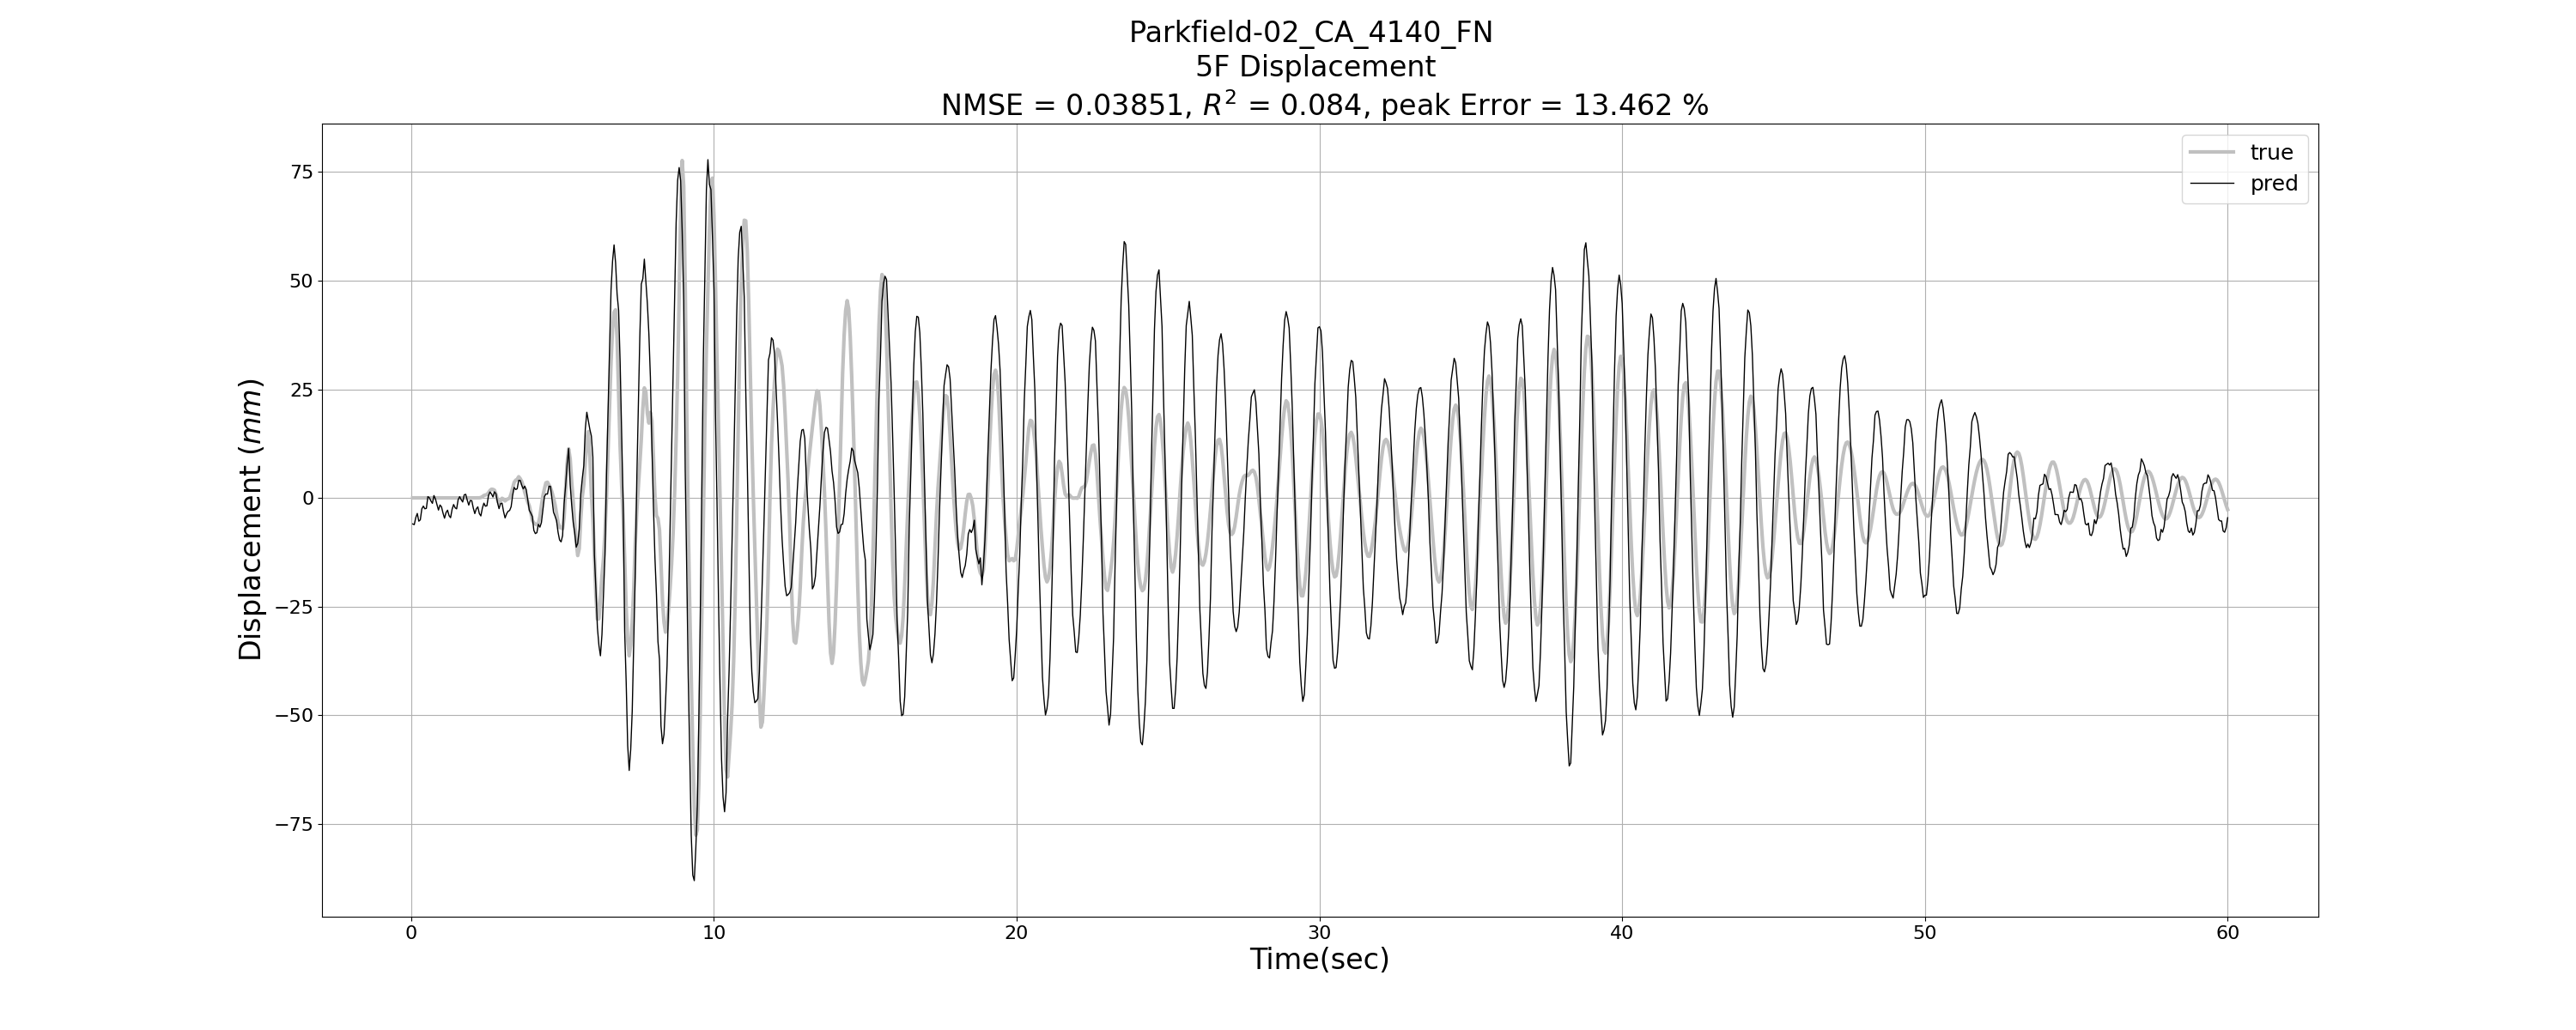 Parkfield-02_CA_4140_FN
5F Displacement
NMSE = 0.03851, R² = 0.084, peak Error = 13.462 %
true
pred
75
50
25
0
−25
−50
−75
Displacement (mm)
0 10 20 30 40 50 60
Time(sec)